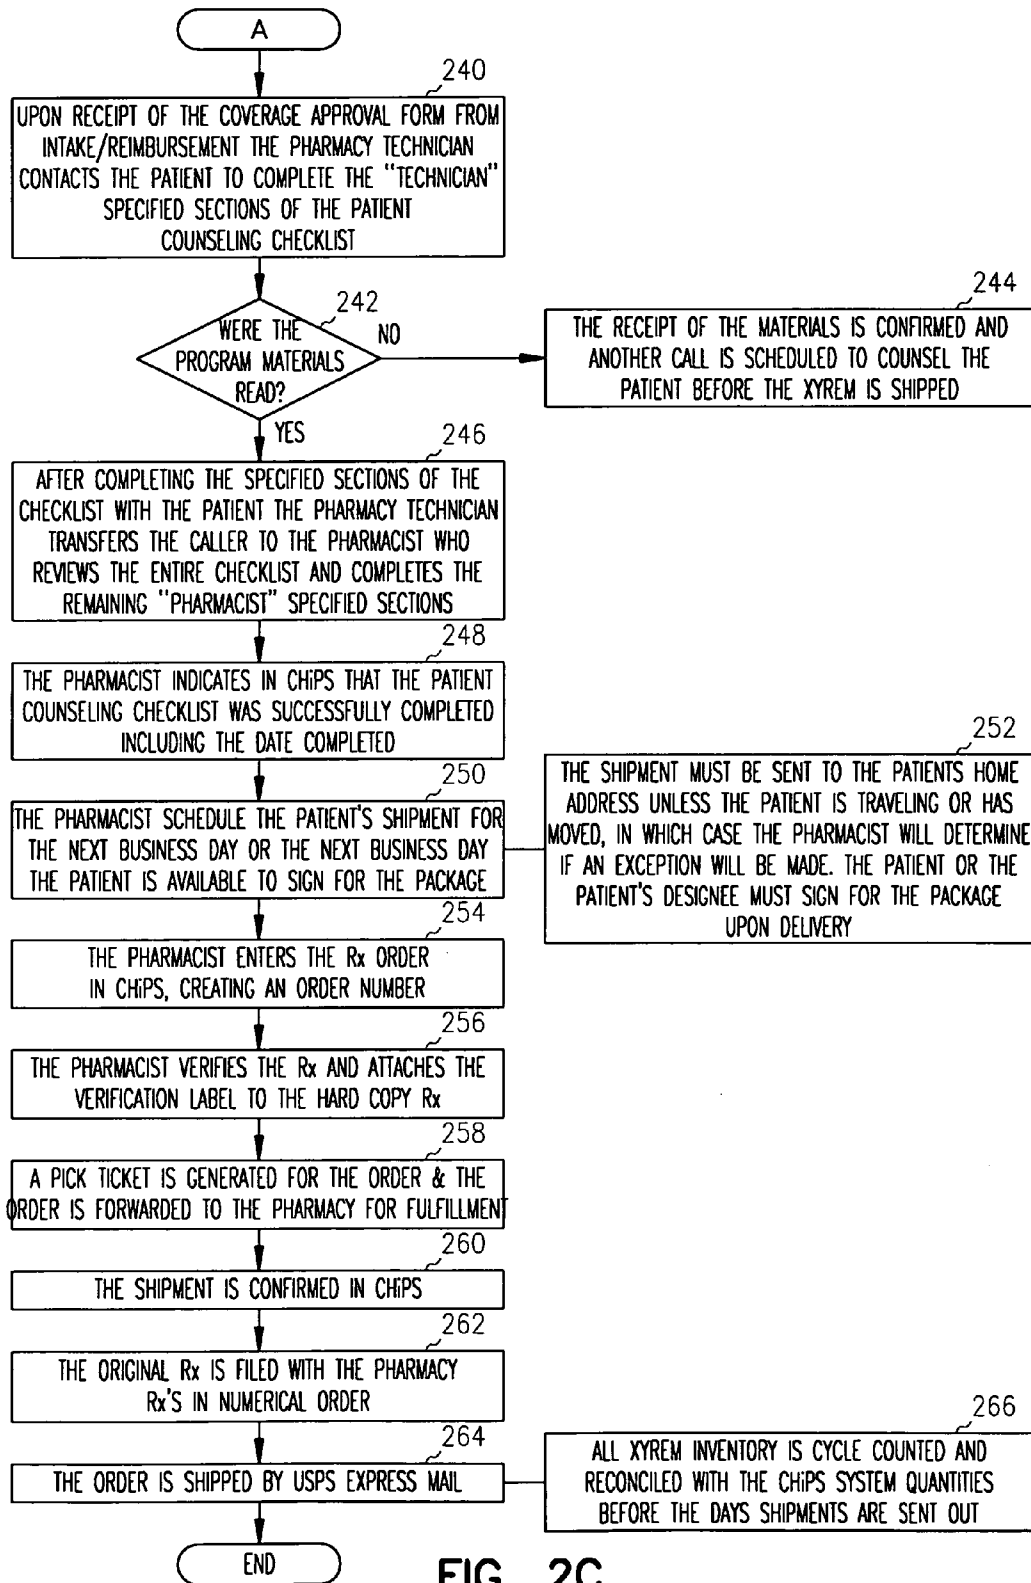 A
240
UPON RECEIPT OF THE COVERAGE APPROVAL FORM FROM
INTAKE/REIMBURSEMENT THE PHARMACY TECHNICIAN
CONTACTS THE PATIENT TO COMPLETE THE "TECHNICIAN"
SPECIFIED SECTIONS OF THE PATIENT
COUNSELING CHECKLIST
242
WERE THE
PROGRAM MATERIALS
READ?
NO
YES
244
THE RECEIPT OF THE MATERIALS IS CONFIRMED AND
ANOTHER CALL IS SCHEDULED TO COUNSEL THE
PATIENT BEFORE THE XYREM IS SHIPPED
246
AFTER COMPLETING THE SPECIFIED SECTIONS OF THE
CHECKLIST WITH THE PATIENT THE PHARMACY TECHNICIAN
TRANSFERS THE CALLER TO THE PHARMACIST WHO
REVIEWS THE ENTIRE CHECKLIST AND COMPLETES THE
REMAINING "PHARMACIST" SPECIFIED SECTIONS
248
THE PHARMACIST INDICATES IN CHiPS THAT THE PATIENT
COUNSELING CHECKLIST WAS SUCCESSFULLY COMPLETED
INCLUDING THE DATE COMPLETED
250
THE PHARMACIST SCHEDULE THE PATIENT'S SHIPMENT FOR
THE NEXT BUSINESS DAY OR THE NEXT BUSINESS DAY
THE PATIENT IS AVAILABLE TO SIGN FOR THE PACKAGE
252
THE SHIPMENT MUST BE SENT TO THE PATIENTS HOME
ADDRESS UNLESS THE PATIENT IS TRAVELING OR HAS
MOVED, IN WHICH CASE THE PHARMACIST WILL DETERMINE
IF AN EXCEPTION WILL BE MADE. THE PATIENT OR THE
PATIENT'S DESIGNEE MUST SIGN FOR THE PACKAGE
UPON DELIVERY
254
THE PHARMACIST ENTERS THE Rx ORDER
IN CHiPS, CREATING AN ORDER NUMBER
256
THE PHARMACIST VERIFIES THE Rx AND ATTACHES THE
VERIFICATION LABEL TO THE HARD COPY Rx
258
A PICK TICKET IS GENERATED FOR THE ORDER & THE
ORDER IS FORWARDED TO THE PHARMACY FOR FULFILLMENT
260
THE SHIPMENT IS CONFIRMED IN CHiPS
262
THE ORIGINAL Rx IS FILED WITH THE PHARMACY
Rx'S IN NUMERICAL ORDER
264
THE ORDER IS SHIPPED BY USPS EXPRESS MAIL
266
ALL XYREM INVENTORY IS CYCLE COUNTED AND
RECONCILED WITH THE CHiPS SYSTEM QUANTITIES
BEFORE THE DAYS SHIPMENTS ARE SENT OUT
END
FIG. 2C